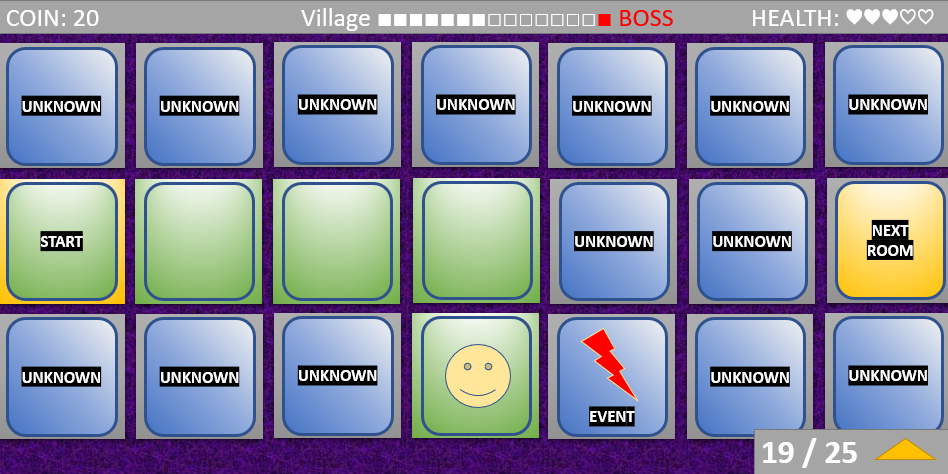 COIN: 20
Village
BOSS
HEALTH:
UNKNOWN
UNKNOWN
UNKNOWN
UNKNOWN
UNKNOWN
UNKNOWN
UNKNOWN
START
UNKNOWN
UNKNOWN
NEXT
ROOM
UNKNOWN
UNKNOWN
UNKNOWN
EVENT
UNKNOWN
UNKNOWN
19 / 25